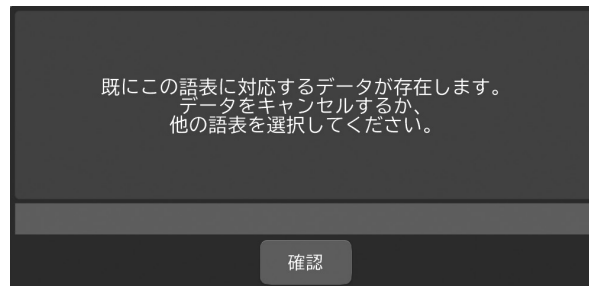 既にこの語表に対応するデータが存在します。
データをキャンセルするか、
他の語表を選択してください。
確認